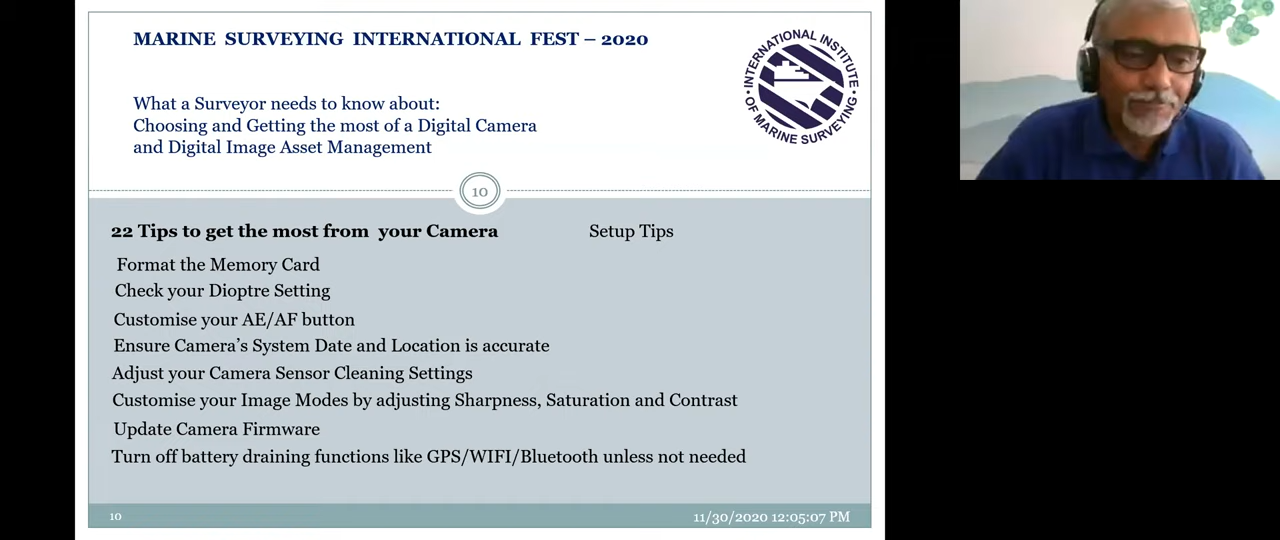 MARINE SURVEYING INTERNATIONAL FEST – 2020
INTERNATIONAL INSTITUTE
OF MARINE SURVEYING
What a Surveyor needs to know about:
Choosing and Getting the most of a Digital Camera
and Digital Image Asset Management
10
22 Tips to get the most from your Camera Setup Tips
Format the Memory Card
Check your Dioptre Setting
Customise your AE/AF button
Ensure Camera's System Date and Location is accurate
Adjust your Camera Sensor Cleaning Settings
Customise your Image Modes by adjusting Sharpness, Saturation and Contrast
Update Camera Firmware
Turn off battery draining functions like GPS/WIFI/Bluetooth unless not needed
10 11/30/2020 12:05:07 PM